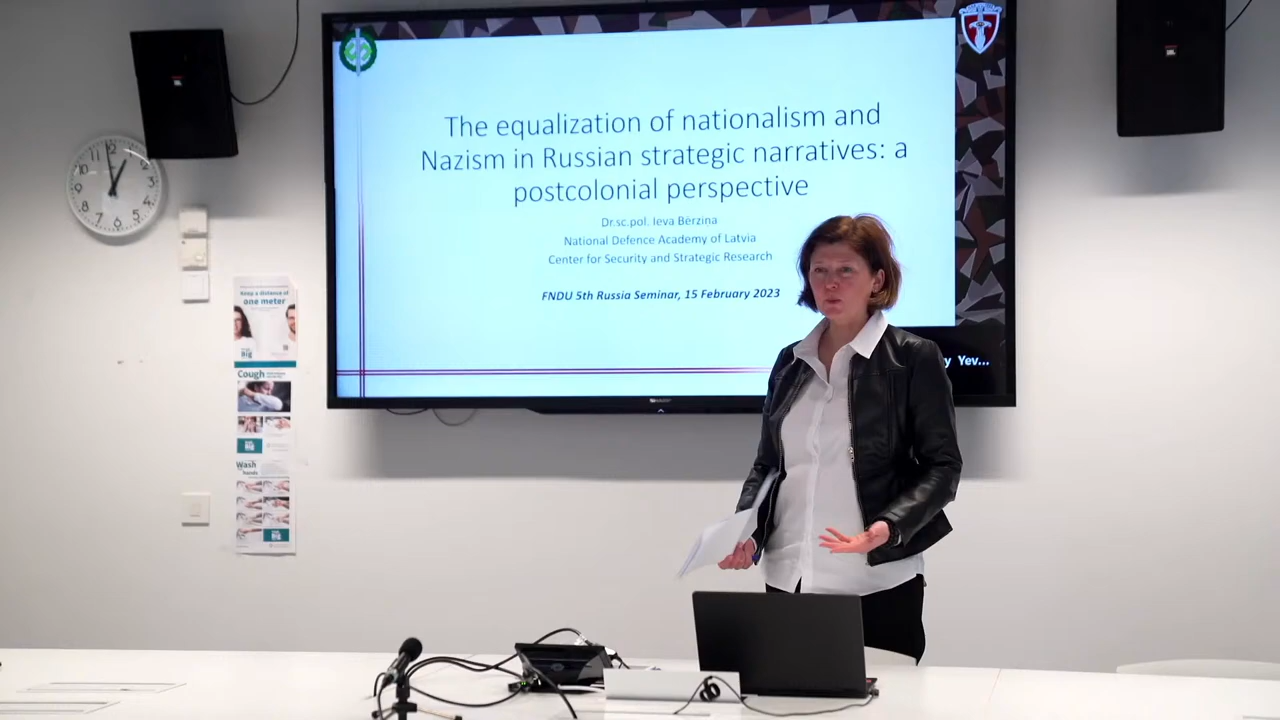 The equalization of nationalism and
Nazism in Russian strategic narratives: a
postcolonial perspective
Dr.sc.pol. Ieva Bērziņa
National Defence Academy of Latvia
Center for Security and Strategic Research
FNDU 5th Russia Seminar, 15 February 2023
y Yev...
Keep a distance of
one meter
Cough
Wash
hands